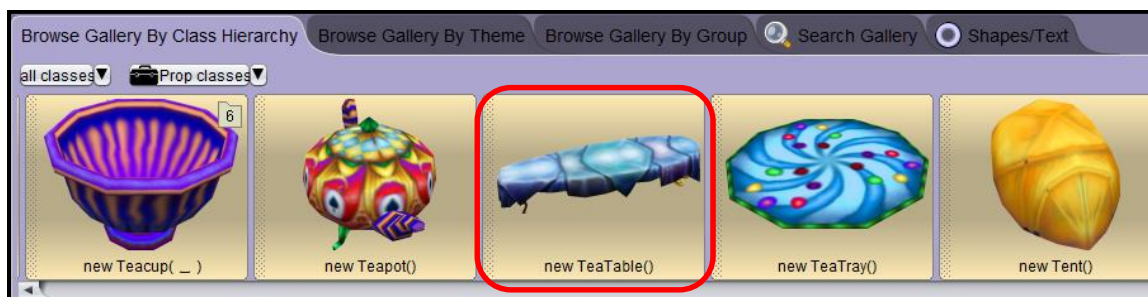 Browse Gallery By Class Hierarchy Browse Gallery By Theme Browse Gallery By Group Search Gallery Shapes/Text
all classes Prop classes
6
new Teacup( _ ) new Teapot() new TeaTable() new TeaTray() new Tent()